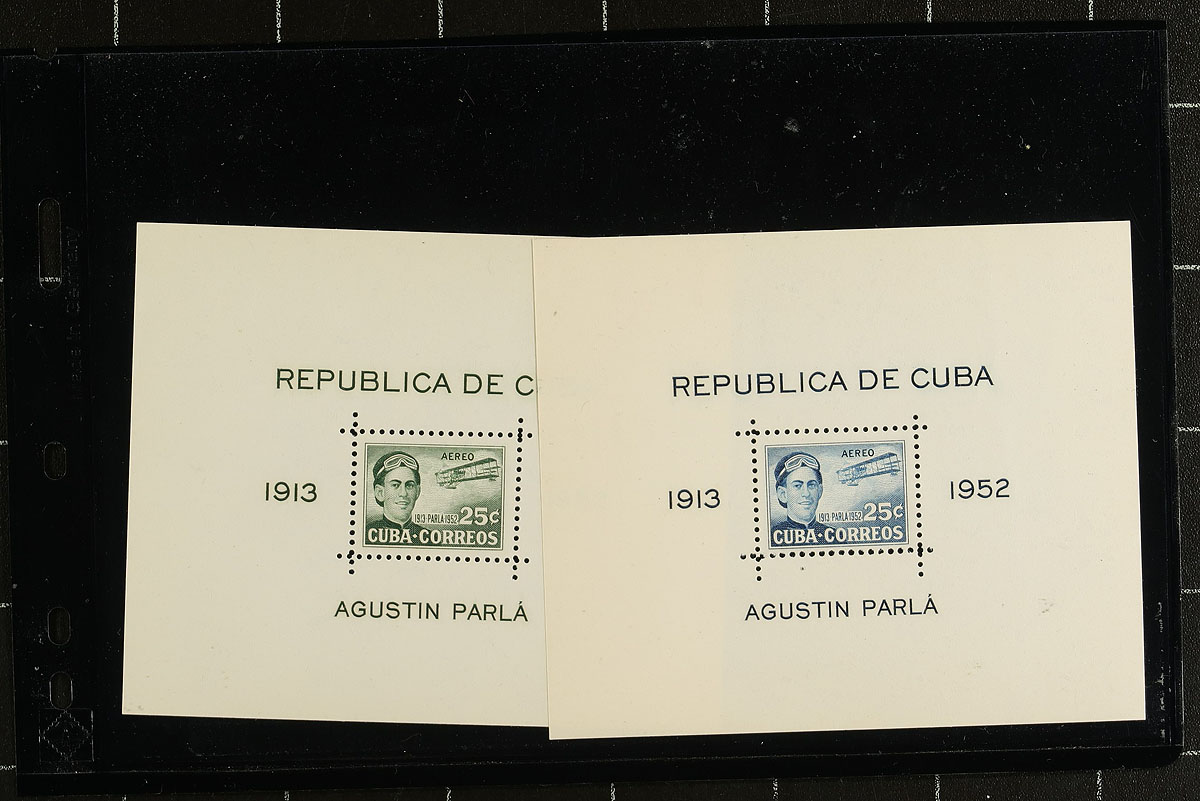 REPUBLICA DE C
1913
AEREO
1913·PARLA·1952 25¢
CUBA·CORREOS
AGUSTIN PARLÁ
REPUBLICA DE CUBA
1913
AEREO
1913 PARLA 1952 25¢
CUBA·CORREOS
1952
AGUSTIN PARLÁ